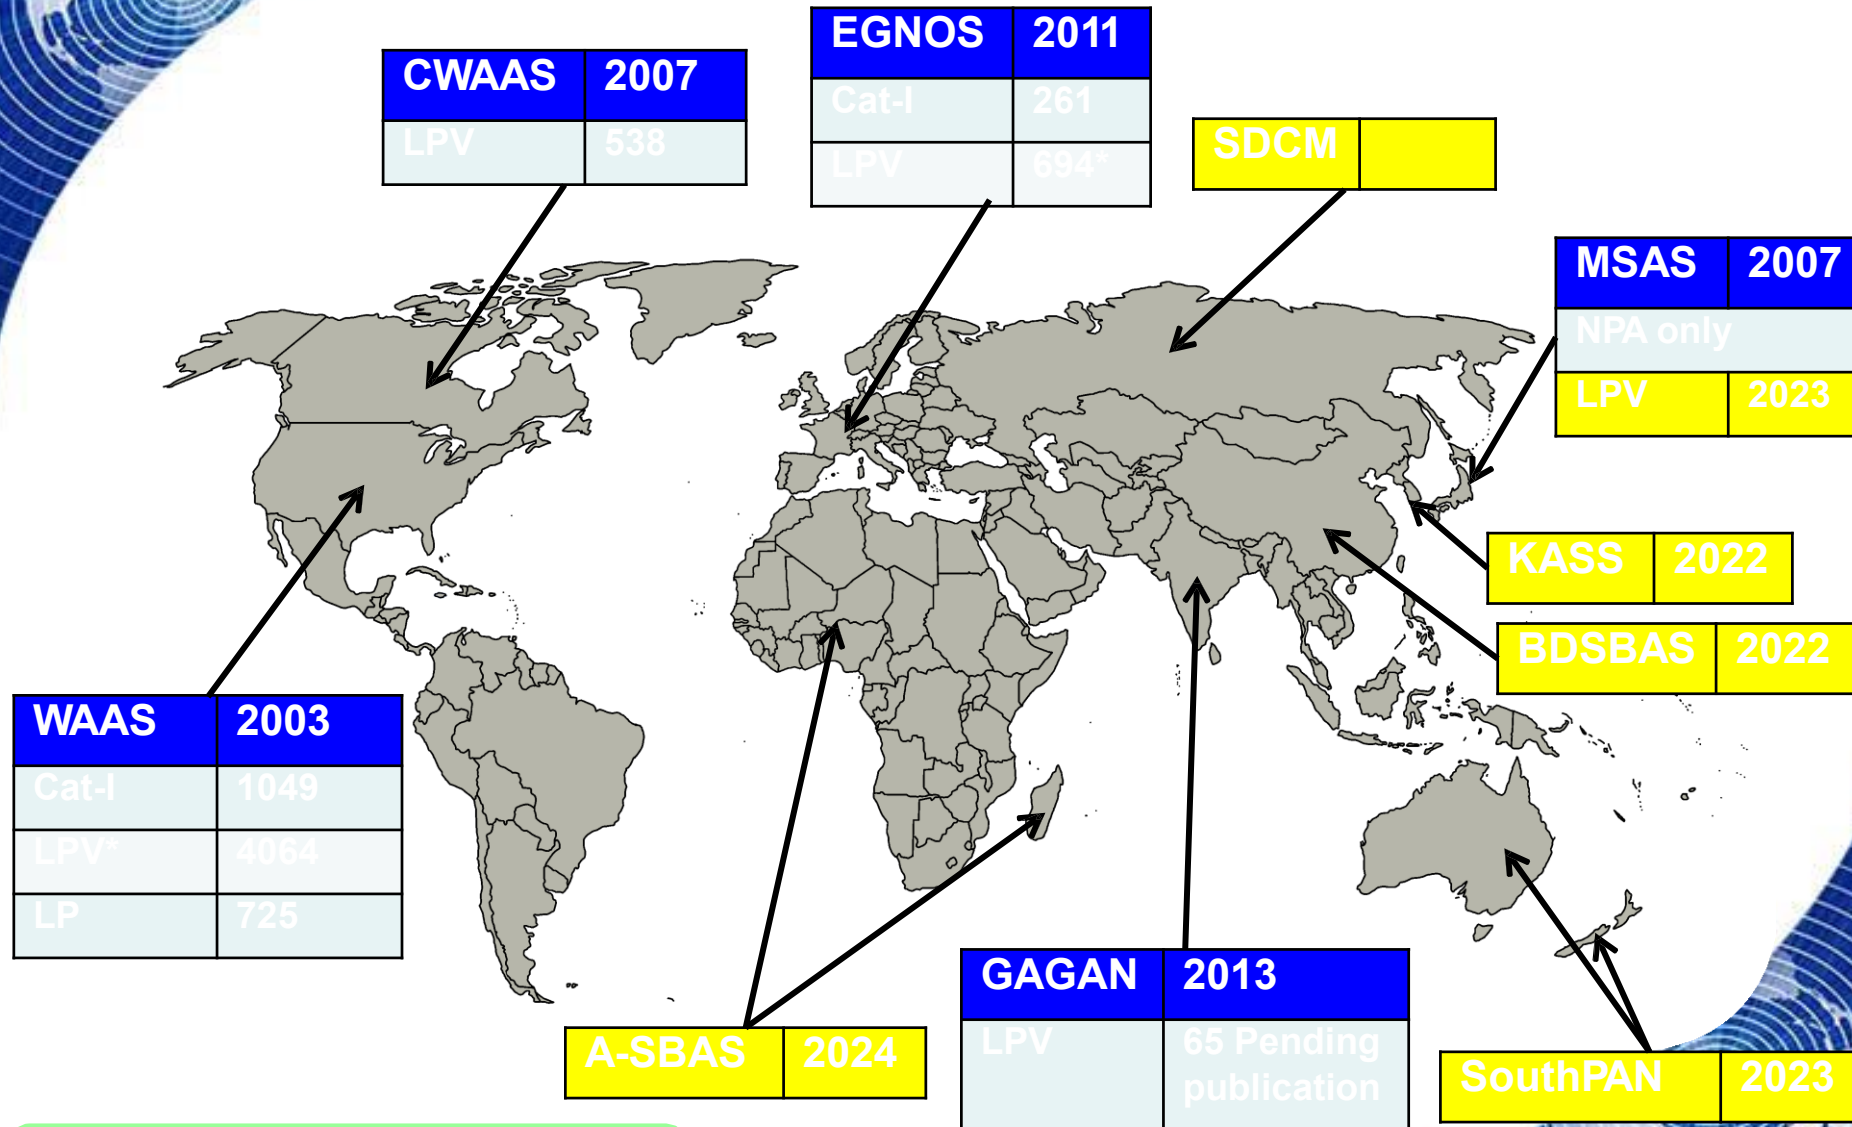 EGNOS 2011
Cat-I 261
LPV 694*
CWAAS 2007
LPV 538
SDCM
MSAS 2007
NPA only
LPV 2023
KASS 2022
BDSBAS 2022
WAAS 2003
Cat-I 1049
LPV* 4064
LP 725
GAGAN 2013
LPV 65 Pending
publication
A-SBAS 2024
SouthPAN 2023